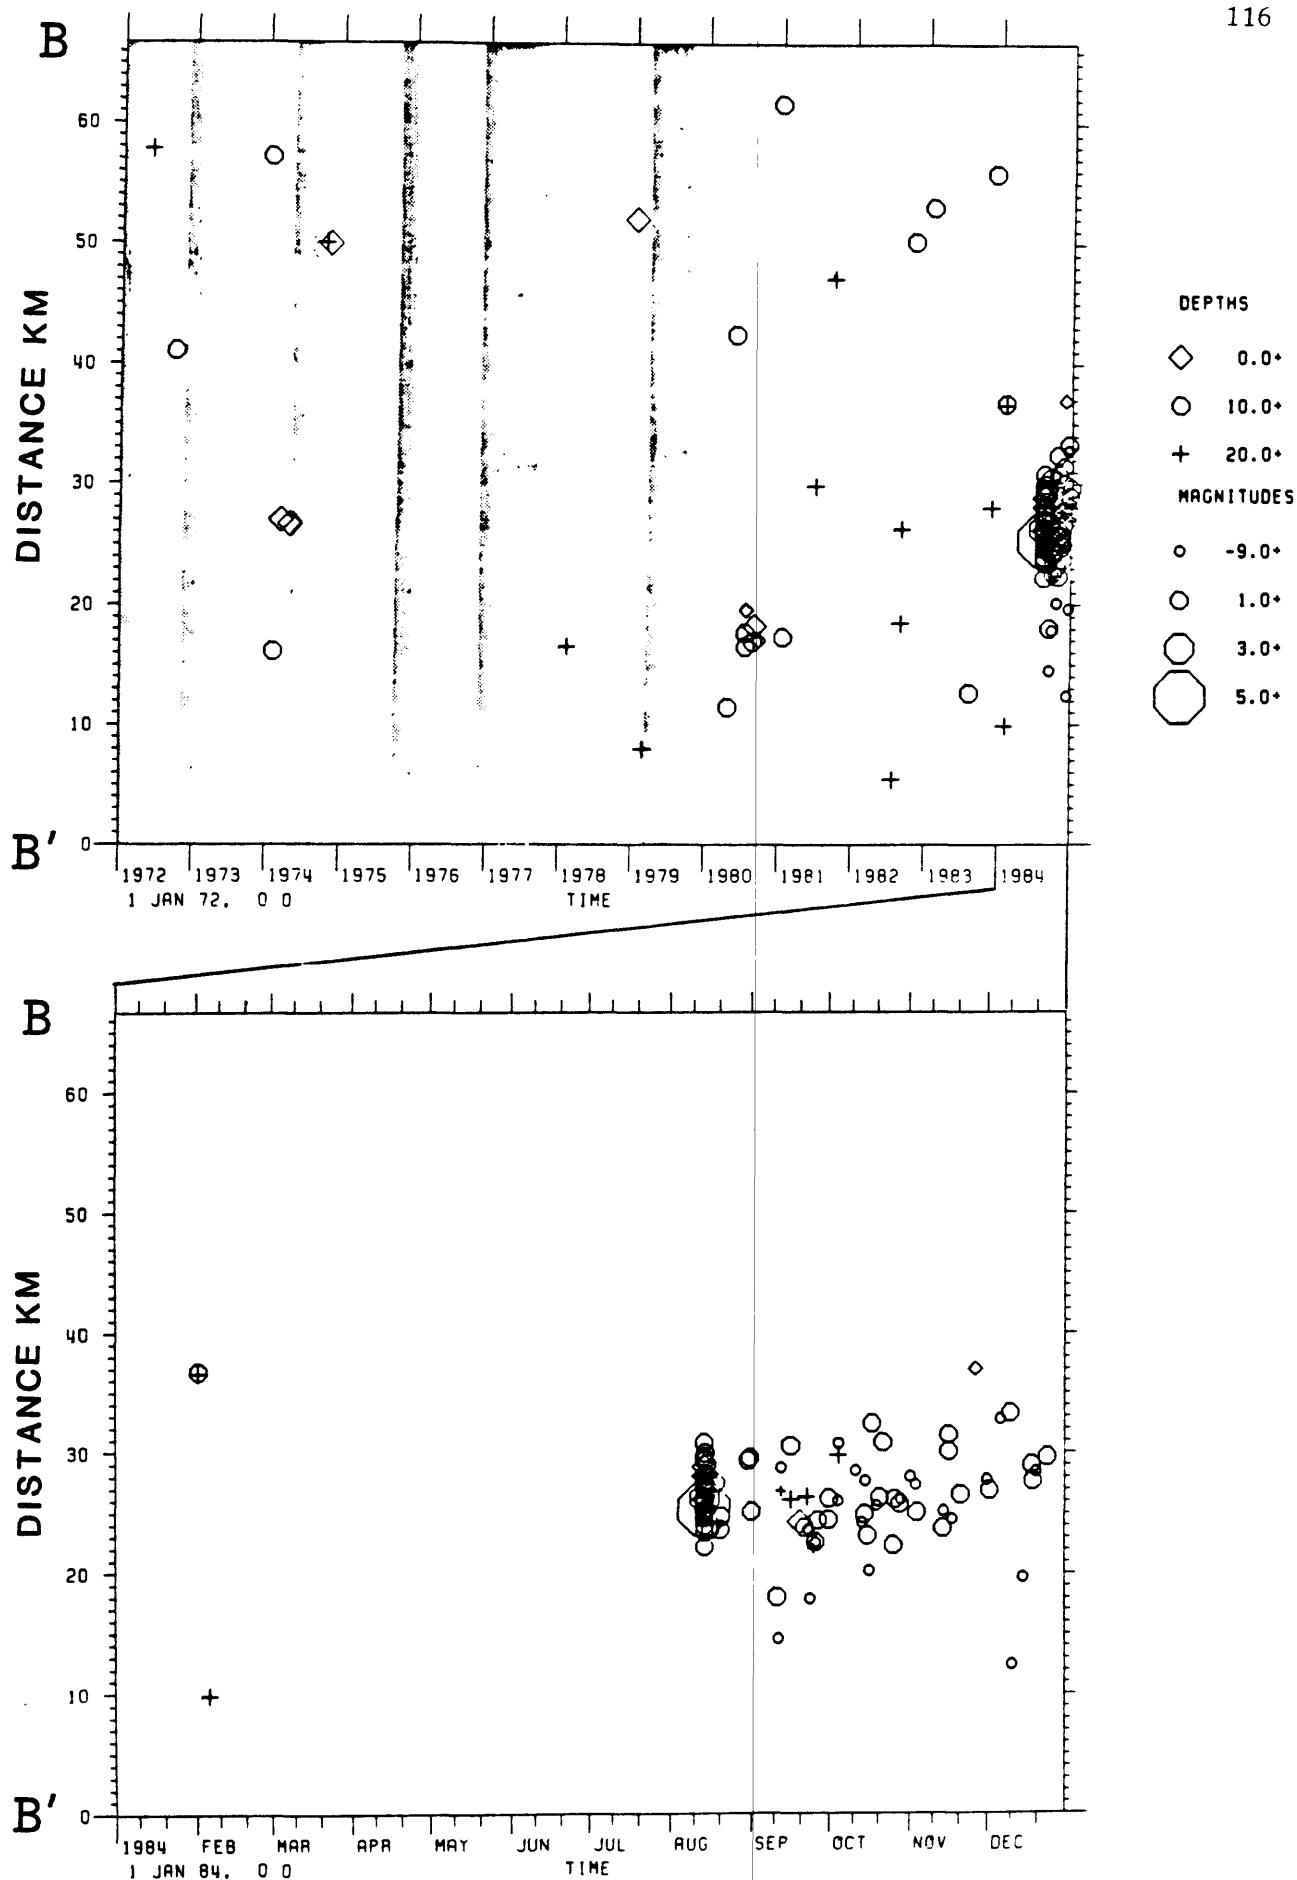 116
B
60
50
40
30
20
10
0
DISTANCE KM
B'
1972 1973 1974 1975 1976 1977 1978 1979 1980 1981 1982 1983 1984
1 JAN 72, 0 0 TIME
DEPTHS
0.0+
10.0+
20.0+
MAGNITUDES
-9.0+
1.0+
3.0+
5.0+
B
60
50
40
30
20
10
0
DISTANCE KM
B'
1984 FEB MAR APR MAY JUN JUL AUG SEP OCT NOV DEC
1 JAN 84, 0 0 TIME